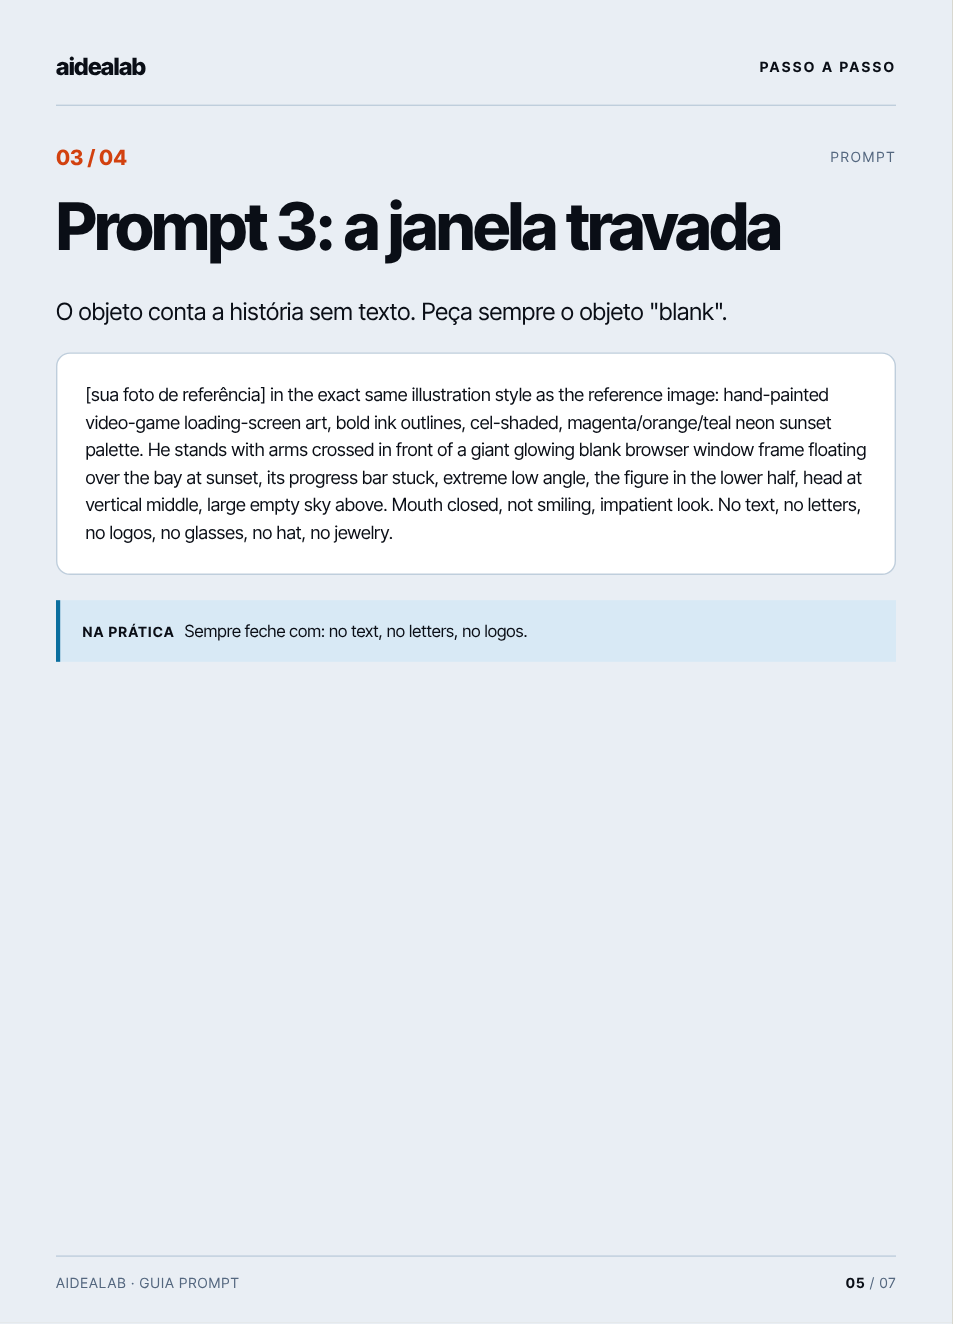 aidealab
PASSO A PASSO
03 / 04
PROMPT
Prompt 3: a janela travada
O objeto conta a história sem texto. Peça sempre o objeto "blank".
[sua foto de referência] in the exact same illustration style as the reference image: hand-painted
video-game loading-screen art, bold ink outlines, cel-shaded, magenta/orange/teal neon sunset
palette. He stands with arms crossed in front of a giant glowing blank browser window frame floating
over the bay at sunset, its progress bar stuck, extreme low angle, the figure in the lower half, head at
vertical middle, large empty sky above. Mouth closed, not smiling, impatient look. No text, no letters,
no logos, no glasses, no hat, no jewelry.
NA PRÁTICA Sempre feche com: no text, no letters, no logos.
AIDEALAB · GUIA PROMPT
05 / 07